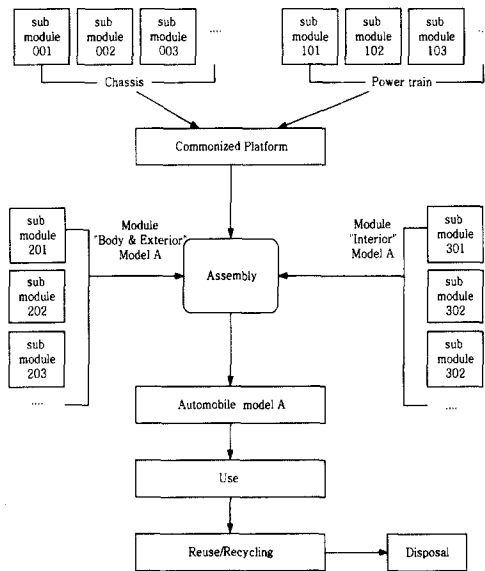 sub
module
001
sub
module
002
sub
module
003
....
sub
module
101
sub
module
102
sub
module
103
..
Chassis
Power train
Commonized Platform
sub
module
201
sub
module
202
sub
module
203
....
Module
"Body & Exterior"
Model A
Assembly
Module
"Interior"
Model A
sub
module
301
sub
module
302
sub
module
302
....
Automobile model A
Use
Reuse/Recycling
Disposal